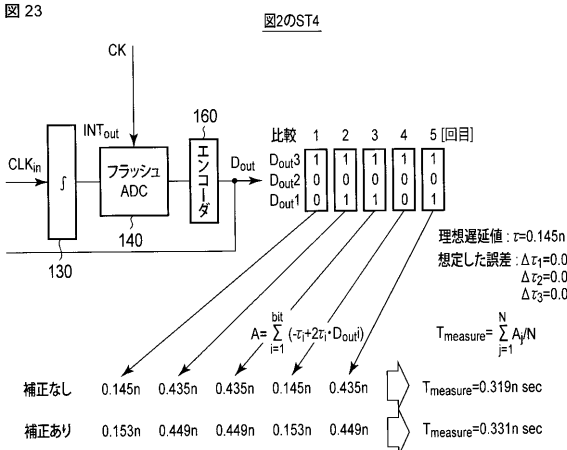 図 23
図2のST4
CK
160
INTout
CLKin
∫
フラッシュ
ADC
エンコーダ
Dout
130
140
比較 1 2 3 4 5 [回目]
Dout3 1 1 1 1 1
Dout2 0 0 0 0 0
Dout1 0 1 1 0 1
理想遅延値 : τ=0.145n
想定した誤差 : Δτ1=0.0
Δτ2=0.0
Δτ3=0.0
A= bit Σ i=1 (-τi+2τi・Douti)
Tmeasure= N Σ j=1 Aj/N
補正なし 0.145n 0.435n 0.435n 0.145n 0.435n Tmeasure=0.319n sec
補正あり 0.153n 0.449n 0.449n 0.153n 0.449n Tmeasure=0.331n sec